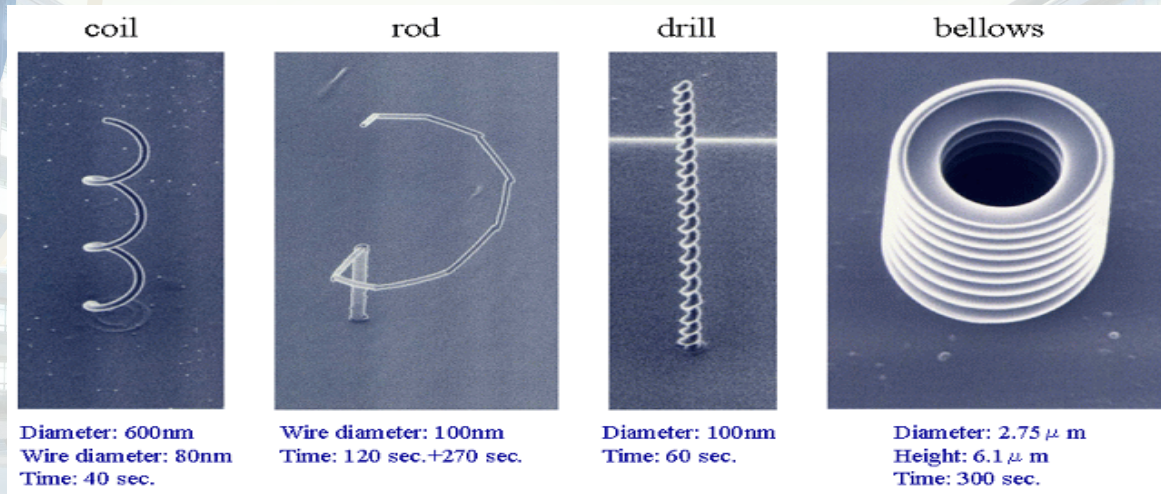 coil
rod
drill
bellows
Diameter: 600nm
Wire diameter: 80nm
Time: 40 sec.
Wire diameter: 100nm
Time: 120 sec.+270 sec.
Diameter: 100nm
Time: 60 sec.
Diameter: 2.75 μ m
Height: 6.1 μ m
Time: 300 sec.